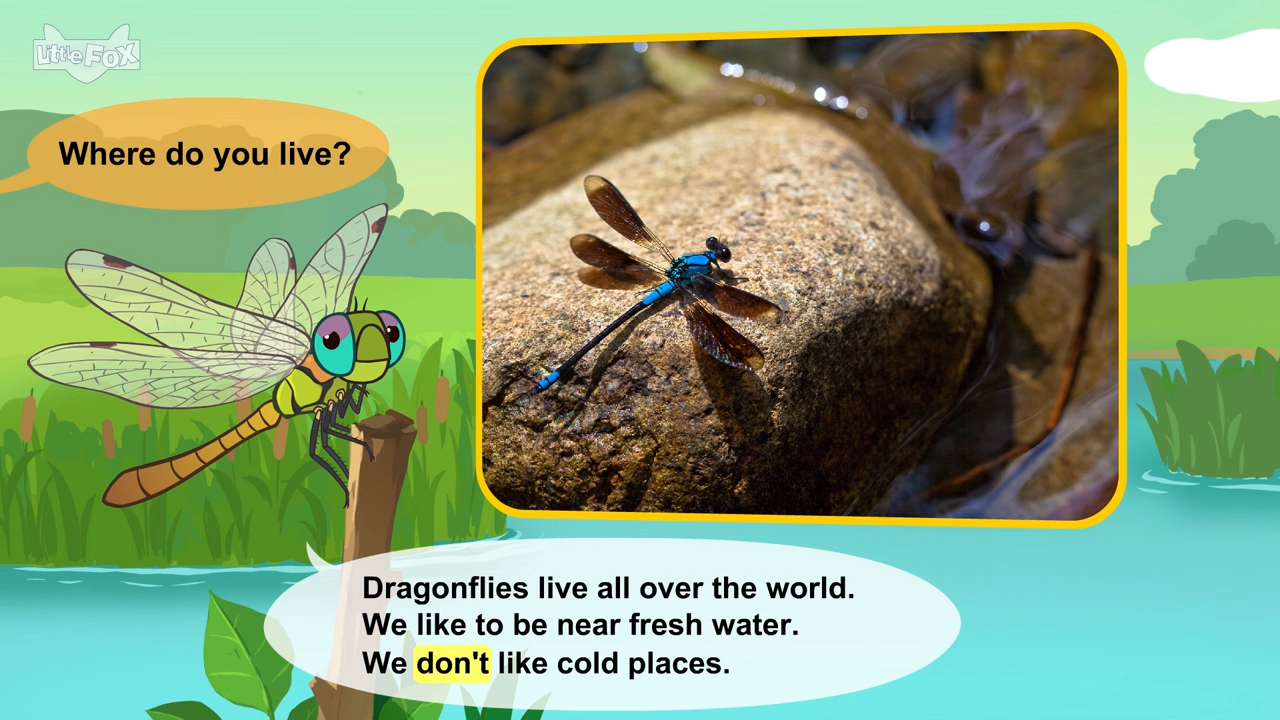 Little Fox
Where do you live?
Dragonflies live all over the world.
We like to be near fresh water.
We don't like cold places.